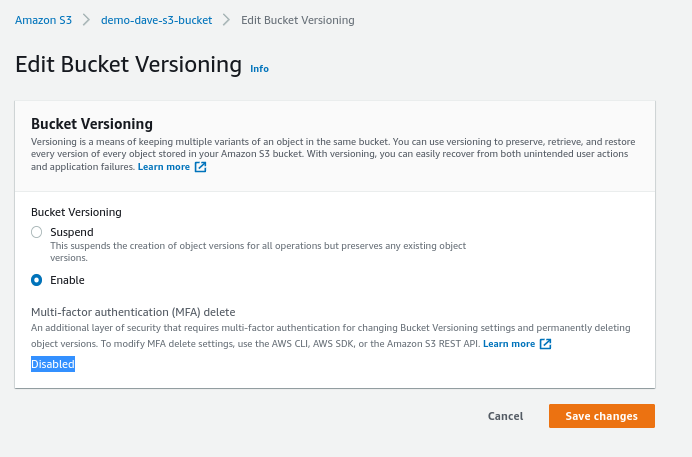 Amazon S3 > demo-dave-s3-bucket > Edit Bucket Versioning
Edit Bucket Versioning Info
Bucket Versioning
Versioning is a means of keeping multiple variants of an object in the same bucket. You can use versioning to preserve, retrieve, and restore
every version of every object stored in your Amazon S3 bucket. With versioning, you can easily recover from both unintended user actions
and application failures. Learn more
Bucket Versioning
Suspend
This suspends the creation of object versions for all operations but preserves any existing object
versions.
Enable
Multi-factor authentication (MFA) delete
An additional layer of security that requires multi-factor authentication for changing Bucket Versioning settings and permanently deleting
object versions. To modify MFA delete settings, use the AWS CLI, AWS SDK, or the Amazon S3 REST API. Learn more
Disabled
Cancel Save changes